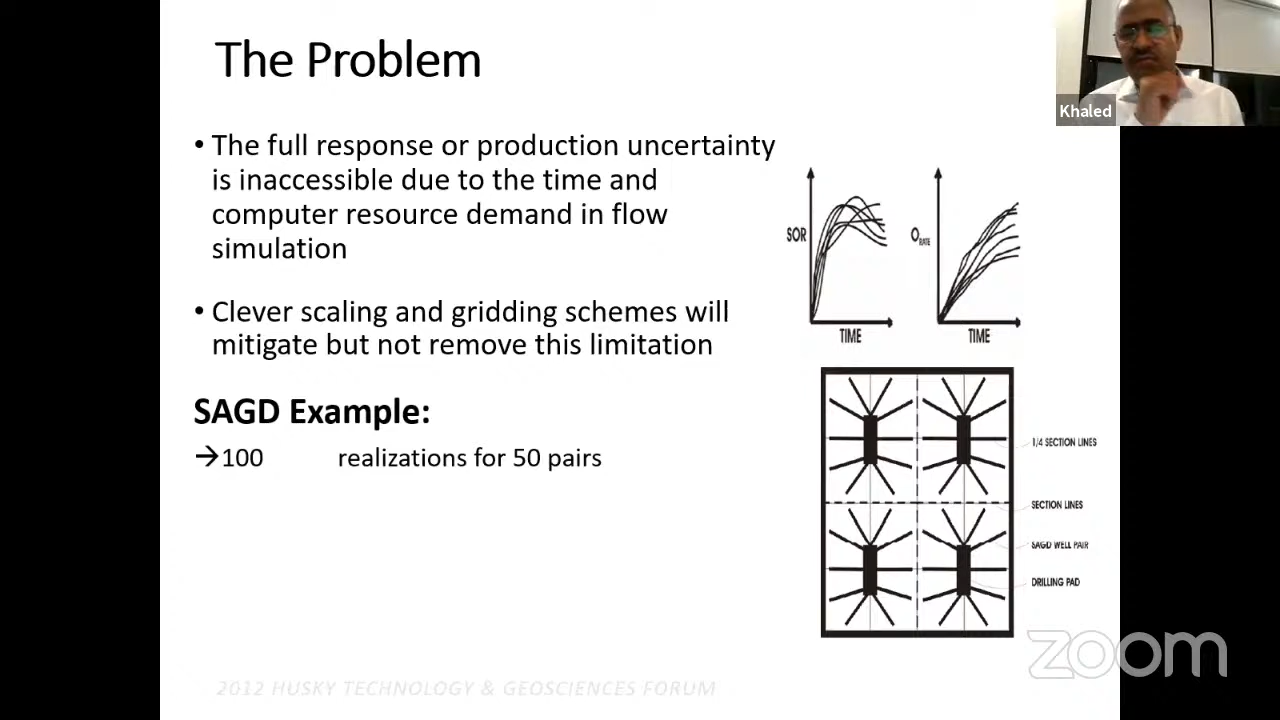 The Problem
• The full response or production uncertainty
is inaccessible due to the time and
computer resource demand in flow
simulation
• Clever scaling and gridding schemes will
mitigate but not remove this limitation
SAGD Example:
→100 realizations for 50 pairs
SOR
TIME
O RATE
TIME
1/4 SECTION LINES
SECTION LINES
SAGD WELL PAIR
DRILLING PAD
2012 HUSKY TECHNOLOGY & GEOSCIENCES FORUM
Khaled
zoom